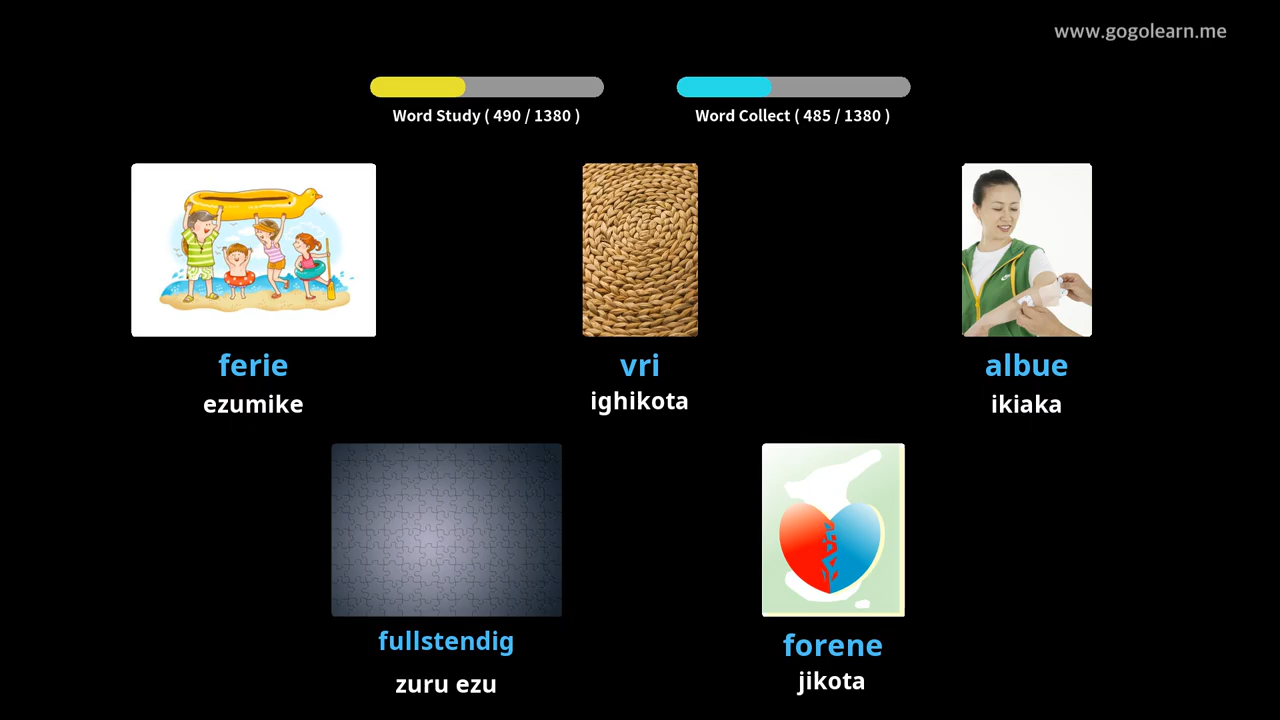 www.gogolearn.me
Word Study ( 490 / 1380 )
Word Collect ( 485 / 1380 )
ferie
ezumike
vri
ighikota
albue
ikiaka
fullstendig
zuru ezu
forene
jikota